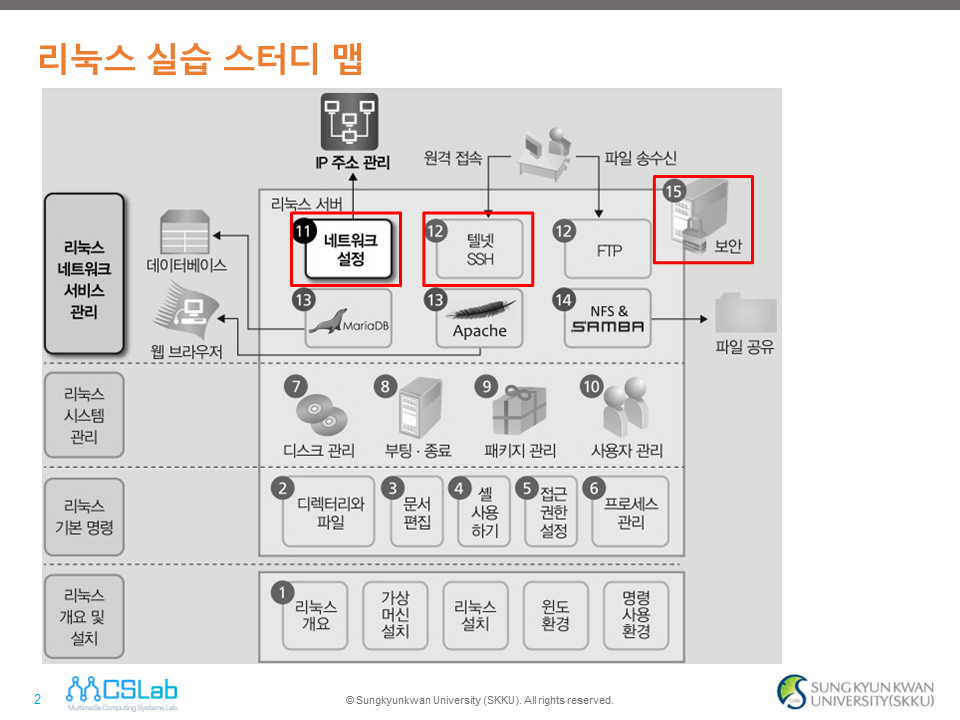 리눅스 실습 스터디 맵
IP 주소 관리
원격 접속
파일 송수신
리눅스 서버
리눅스
네트워크
서비스
관리
데이터베이스
웹 브라우저
11
네트워크
설정
12
텔넷
SSH
12
FTP
15
보안
13
MariaDB
13
Apache
14
NFS &
SAMBA
파일 공유
리눅스
시스템
관리
7
디스크 관리
8
부팅 · 종료
9
패키지 관리
10
사용자 관리
리눅스
기본 명령
2
디렉터리와
파일
3
문서
편집
4
셸
사용
하기
5
접근
권한
설정
6
프로세스
관리
리눅스
개요 및
설치
1
리눅스
개요
가상
머신
설치
리눅스
설치
윈도
환경
명령
사용
환경
2
MCSLab
Multimedia Computing Systems Lab.
© Sungkyunkwan University (SKKU). All rights reserved.
SUNG KYUN KWAN
UNIVERSITY(SKKU)